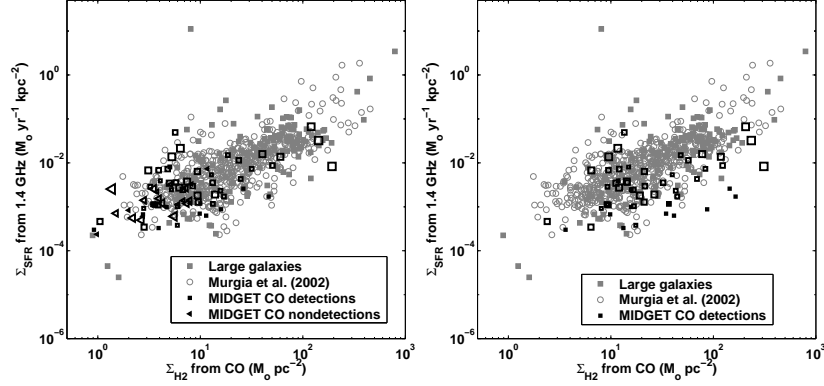 10^0
10^-2
10^-4
10^-6
Σ_SFR from 1.4 GHz (M_o yr^-1 kpc^-2)
Large galaxies
Murgia et al. (2002)
MIDGET CO detections
MIDGET CO nondetections
10^0 10^1 10^2 10^3
Σ_H2 from CO (M_o pc^-2)
10^0
10^-2
10^-4
10^-6
Σ_SFR from 1.4 GHz (M_o yr^-1 kpc^-2)
Large galaxies
Murgia et al. (2002)
MIDGET CO detections
10^0 10^1 10^2 10^3
Σ_H2 from CO (M_o pc^-2)